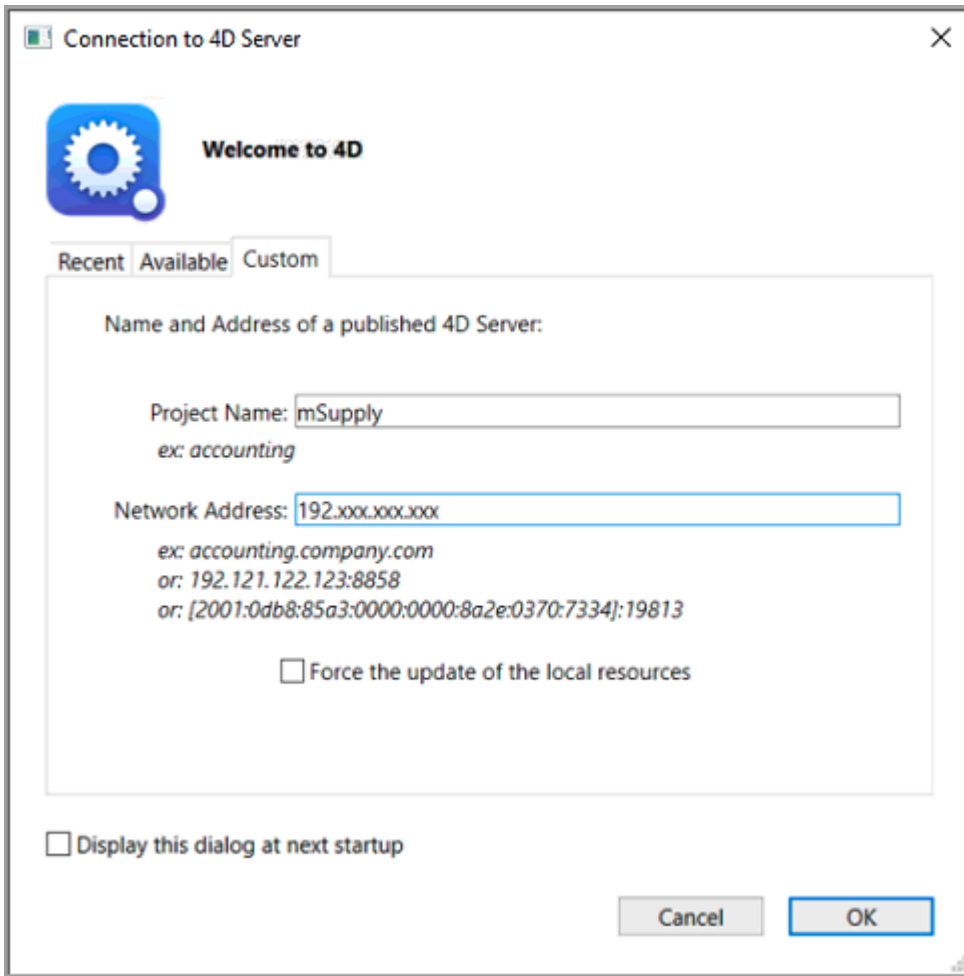 Connection to 4D Server
Welcome to 4D
Recent Available Custom
Name and Address of a published 4D Server:
Project Name: mSupply
ex: accounting
Network Address: 192.xxx.xxx.xxx
ex: accounting.company.com
or: 192.121.122.123:8858
or: [2001:0db8:85a3:0000:0000:8a2e:0370:7334]:19813
Force the update of the local resources
Display this dialog at next startup
Cancel OK